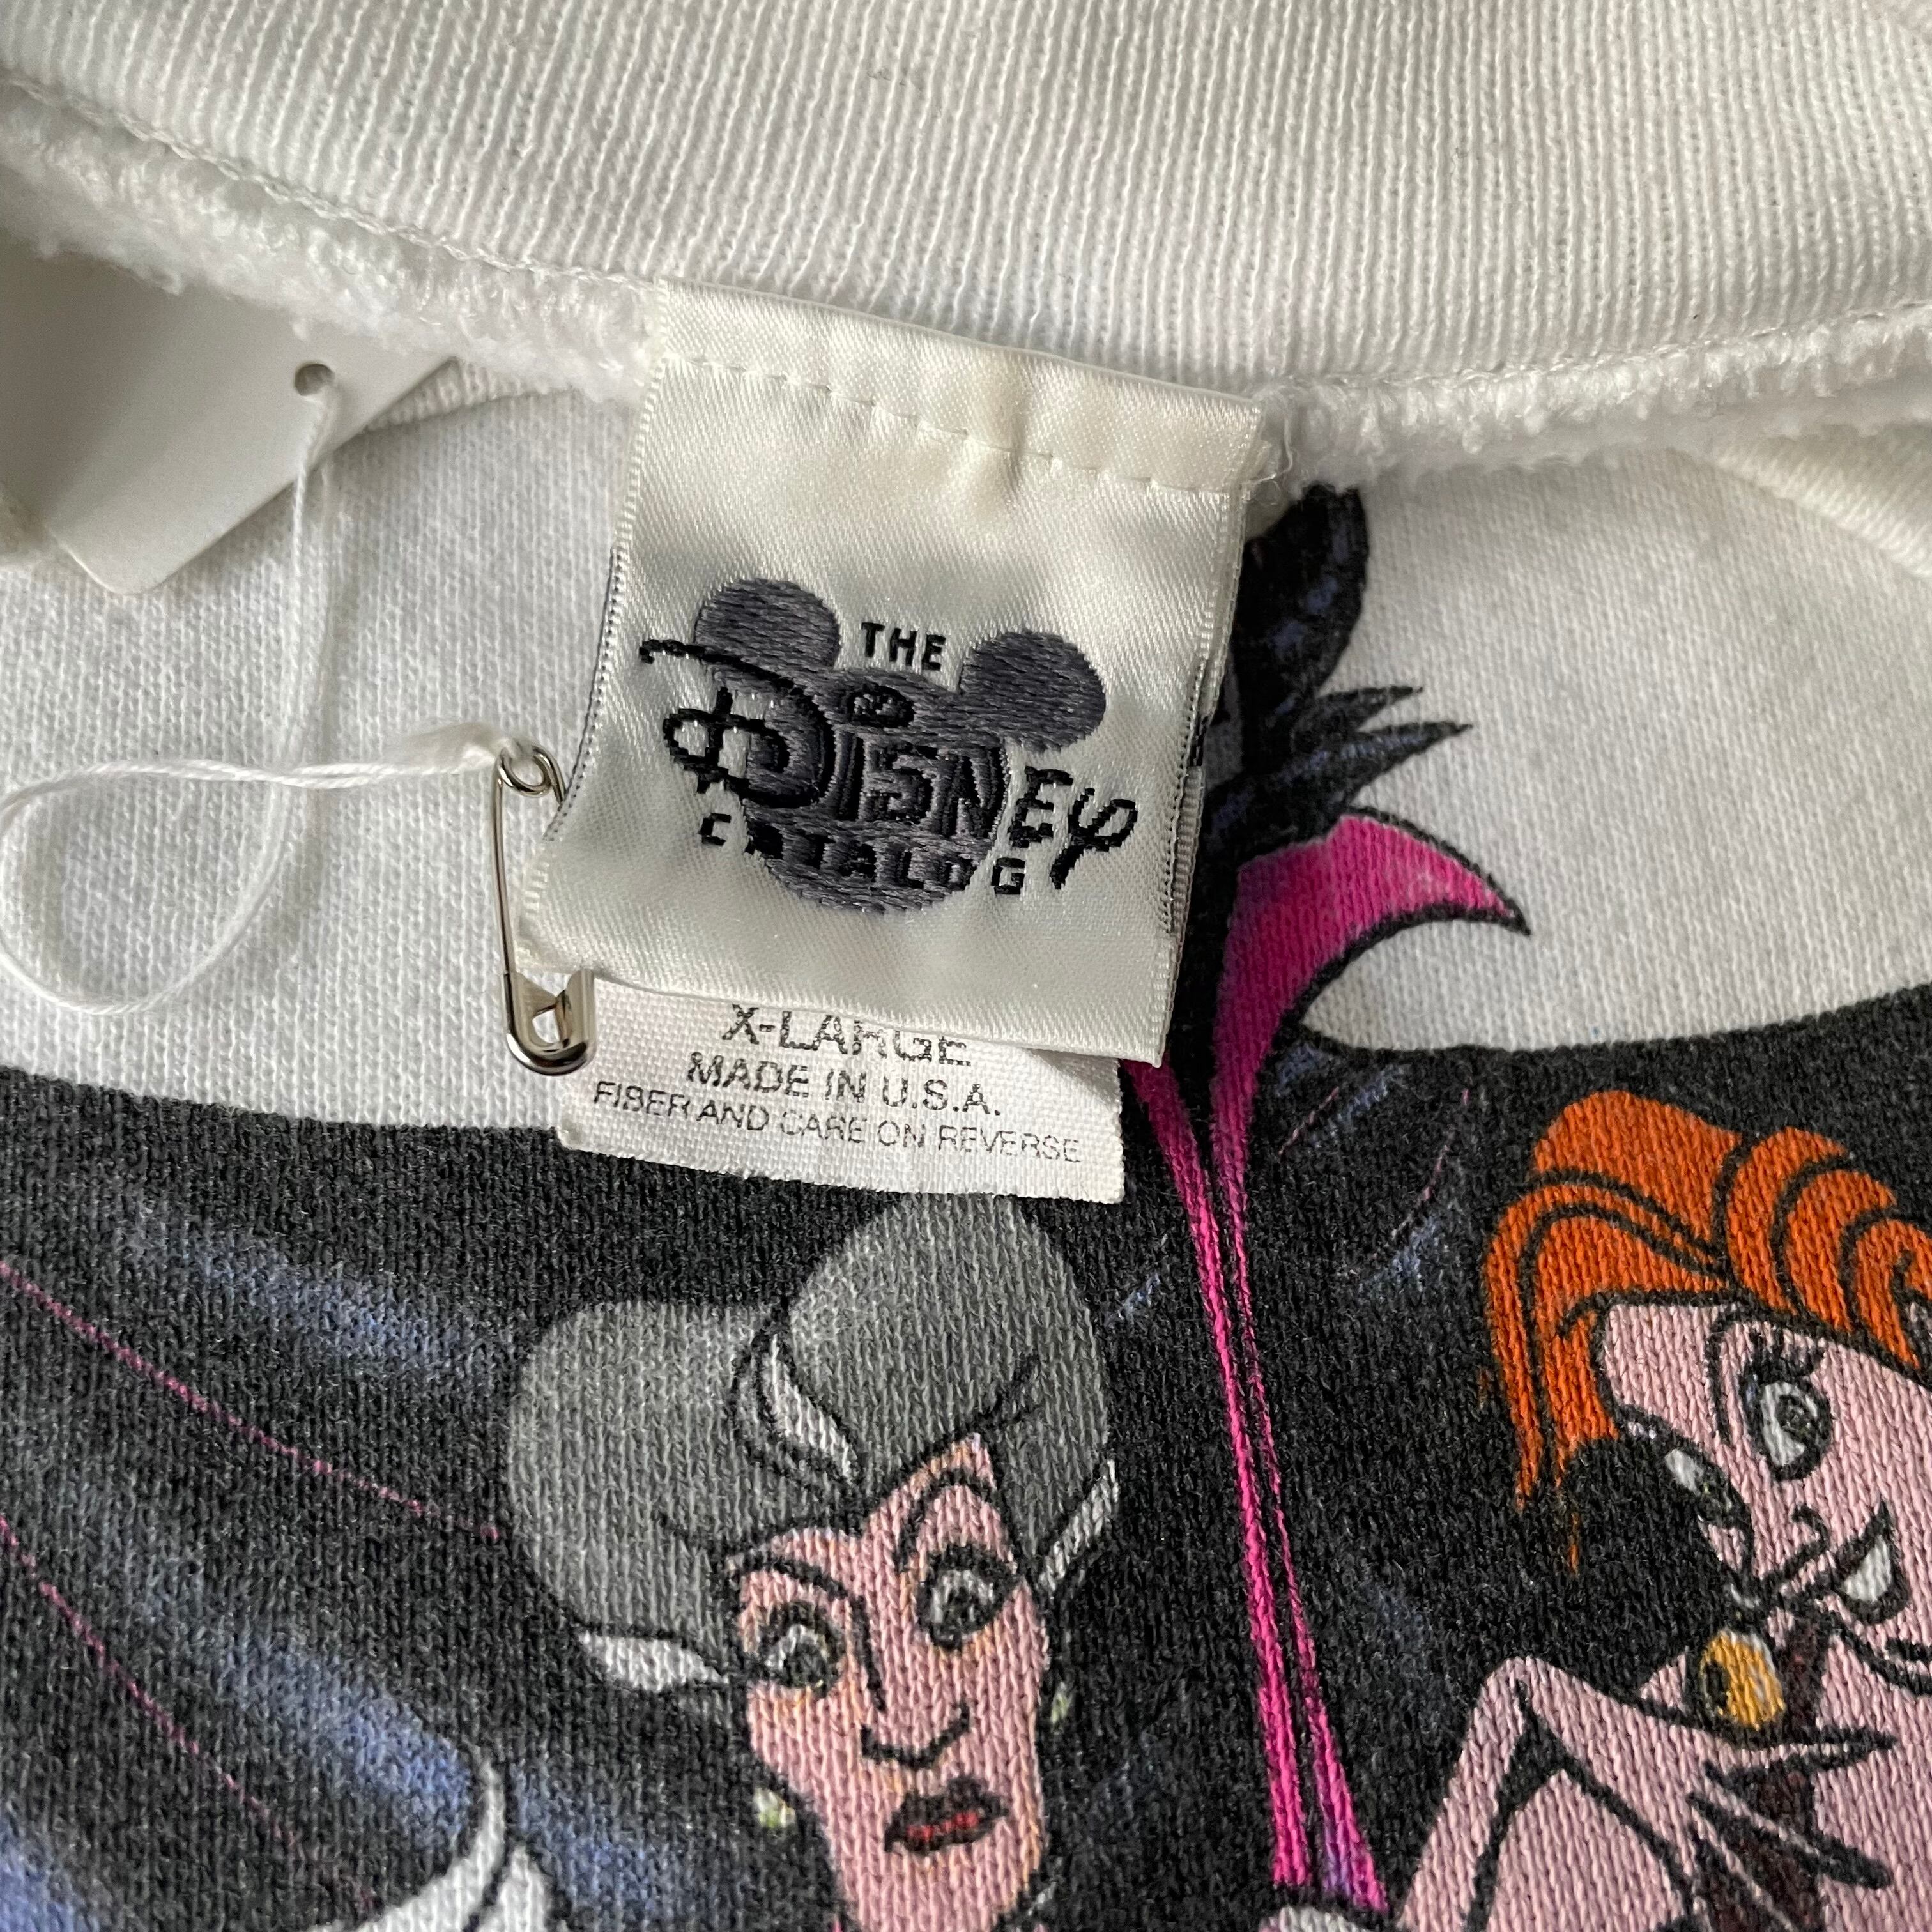 THE
DISNEY
CATALOG
X-LARGE
MADE IN U.S.A.
FIBER AND CARE ON REVERSE